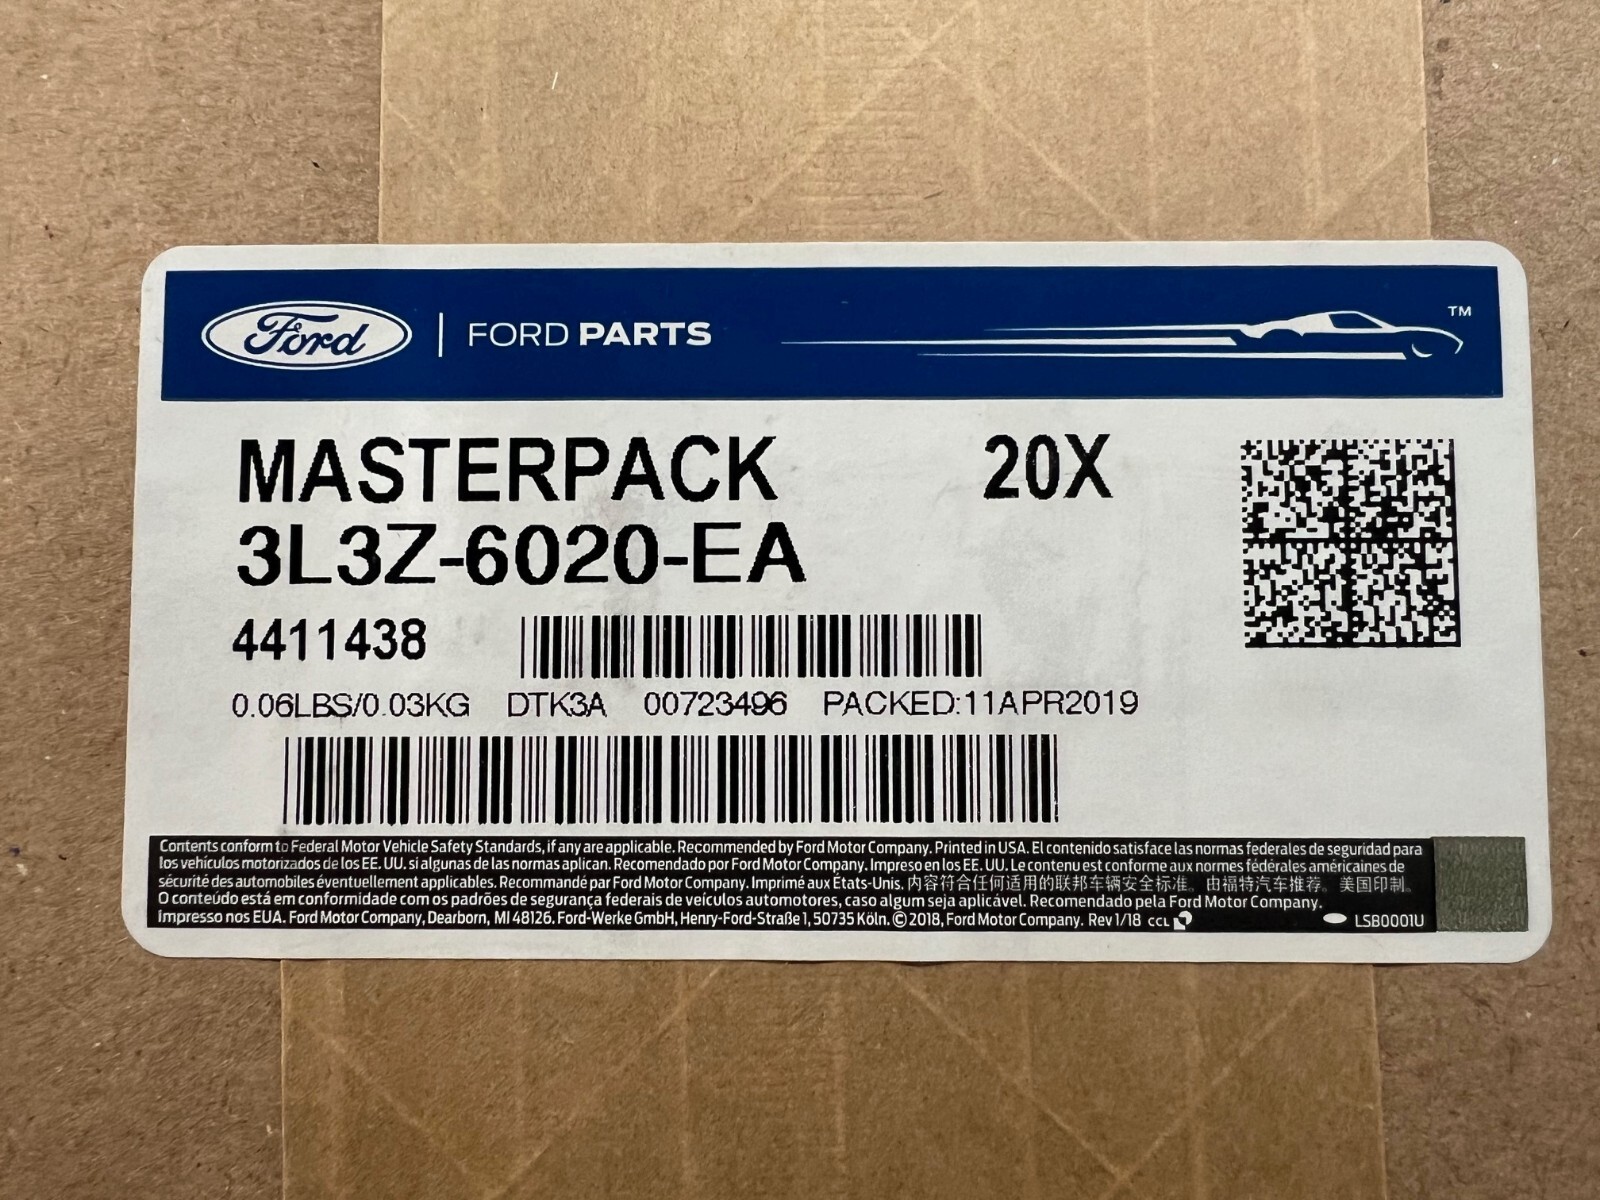 Ford | FORD PARTS ™
MASTERPACK 20X
3L3Z-6020-EA
4411438
0.06LBS/0.03KG DTK3A 00723496 PACKED:11APR2019
Contents conform to Federal Motor Vehicle Safety Standards, if any are applicable. Recommended by Ford Motor Company. Printed in USA. El contenido satisface las normas federales de seguridad para
los vehículos motorizados de los EE. UU. si algunas de las normas aplican. Recomendado por Ford Motor Company. Impreso en los EE. UU. Le contenu est conforme aux normes fédérales américaines de
sécurité des automobiles éventuellement applicables. Recommandé par Ford Motor Company. Imprimé aux États-Unis. 内容符合任何适用的联邦车辆安全标准。由福特汽车推荐。美国印制。
O conteúdo está em conformidade com os padrões de segurança federais de veículos automotores, caso algum seja aplicável. Recomendado pela Ford Motor Company.
Impresso nos EUA. Ford Motor Company, Dearborn, MI 48126. Ford-Werke GmbH, Henry-Ford-Straße 1, 50735 Köln. © 2018, Ford Motor Company. Rev 1/18 CCL LSB0001U